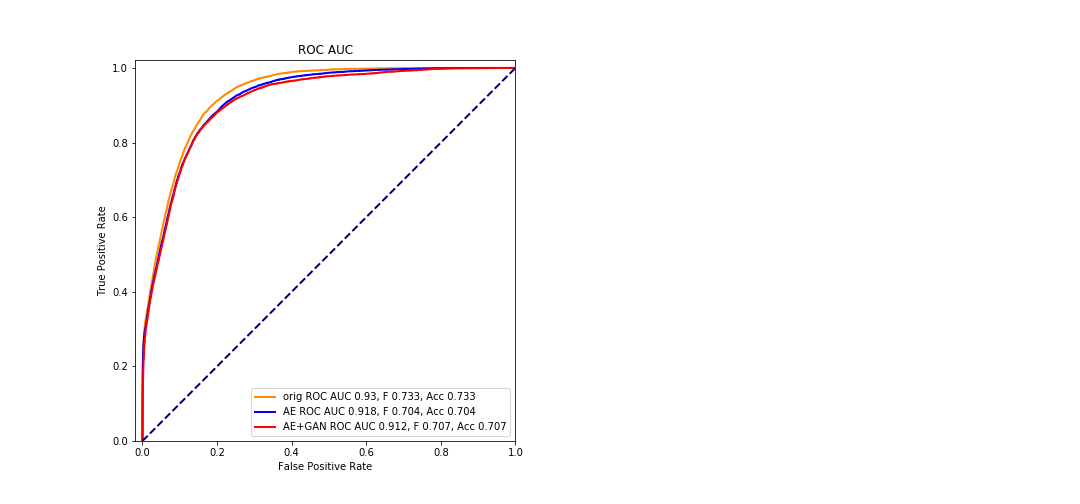 ROC AUC
1.0
0.8
0.6
0.4
0.2
0.0
True Positive Rate
orig ROC AUC 0.93, F 0.733, Acc 0.733
AE ROC AUC 0.918, F 0.704, Acc 0.704
AE+GAN ROC AUC 0.912, F 0.707, Acc 0.707
0.0 0.2 0.4 0.6 0.8 1.0
False Positive Rate